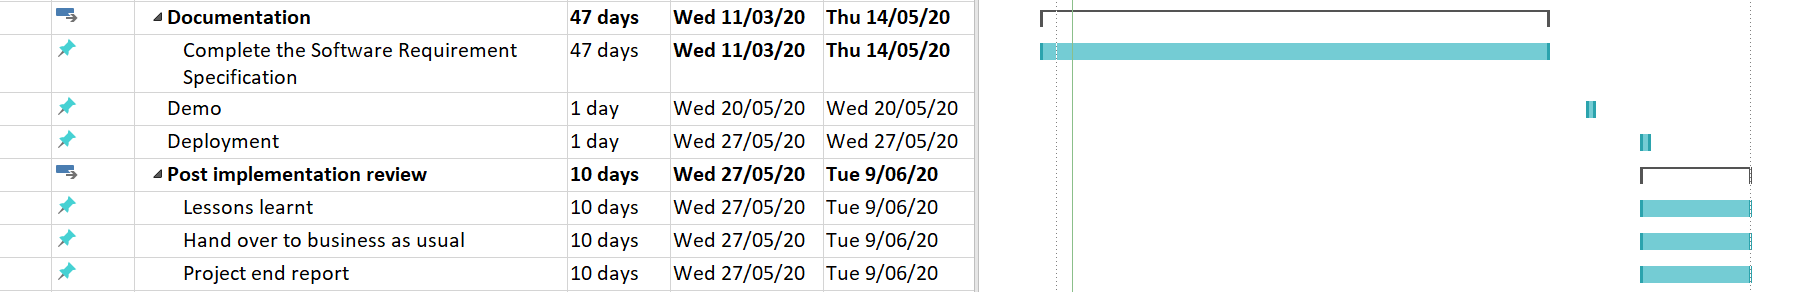 Documentation 47 days Wed 11/03/20 Thu 14/05/20
Complete the Software Requirement 47 days Wed 11/03/20 Thu 14/05/20
Specification
Demo 1 day Wed 20/05/20 Wed 20/05/20
Deployment 1 day Wed 27/05/20 Wed 27/05/20
Post implementation review 10 days Wed 27/05/20 Tue 9/06/20
Lessons learnt 10 days Wed 27/05/20 Tue 9/06/20
Hand over to business as usual 10 days Wed 27/05/20 Tue 9/06/20
Project end report 10 days Wed 27/05/20 Tue 9/06/20